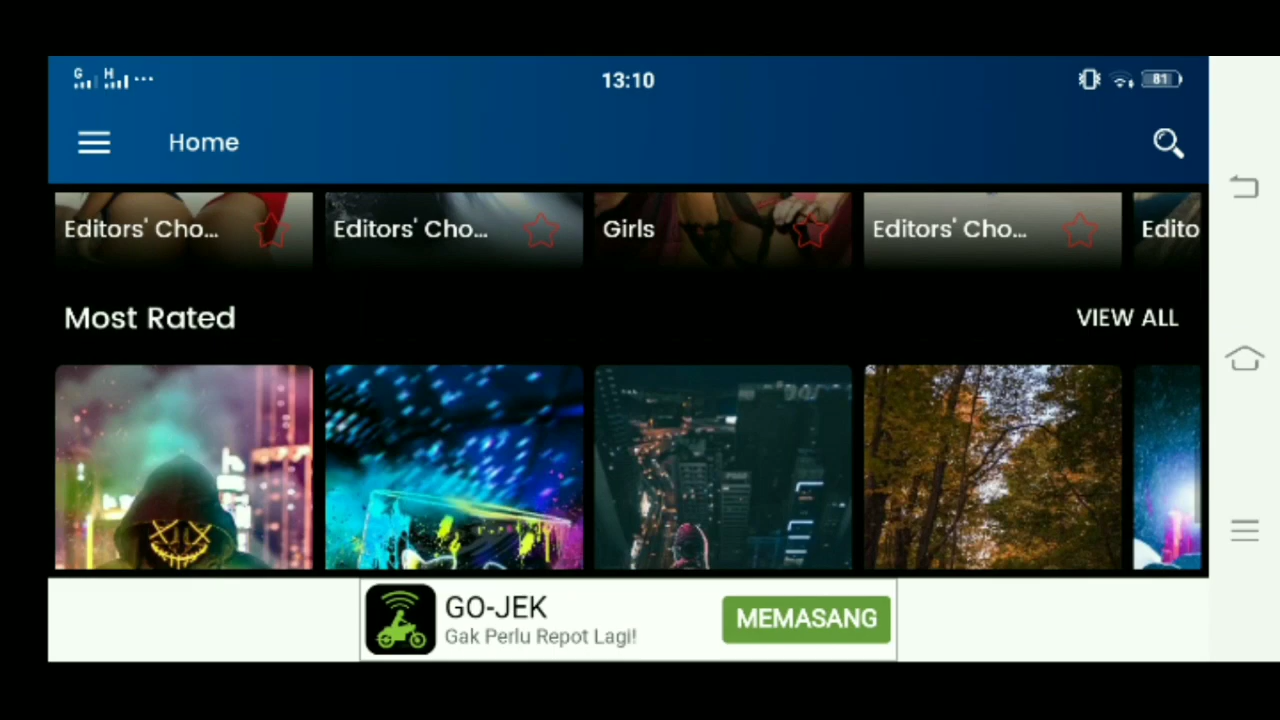 G H 13:10 81
Home
Editors' Cho... Editors' Cho... Girls Editors' Cho... Edito
Most Rated VIEW ALL
GO-JEK
Gak Perlu Repot Lagi!
MEMASANG